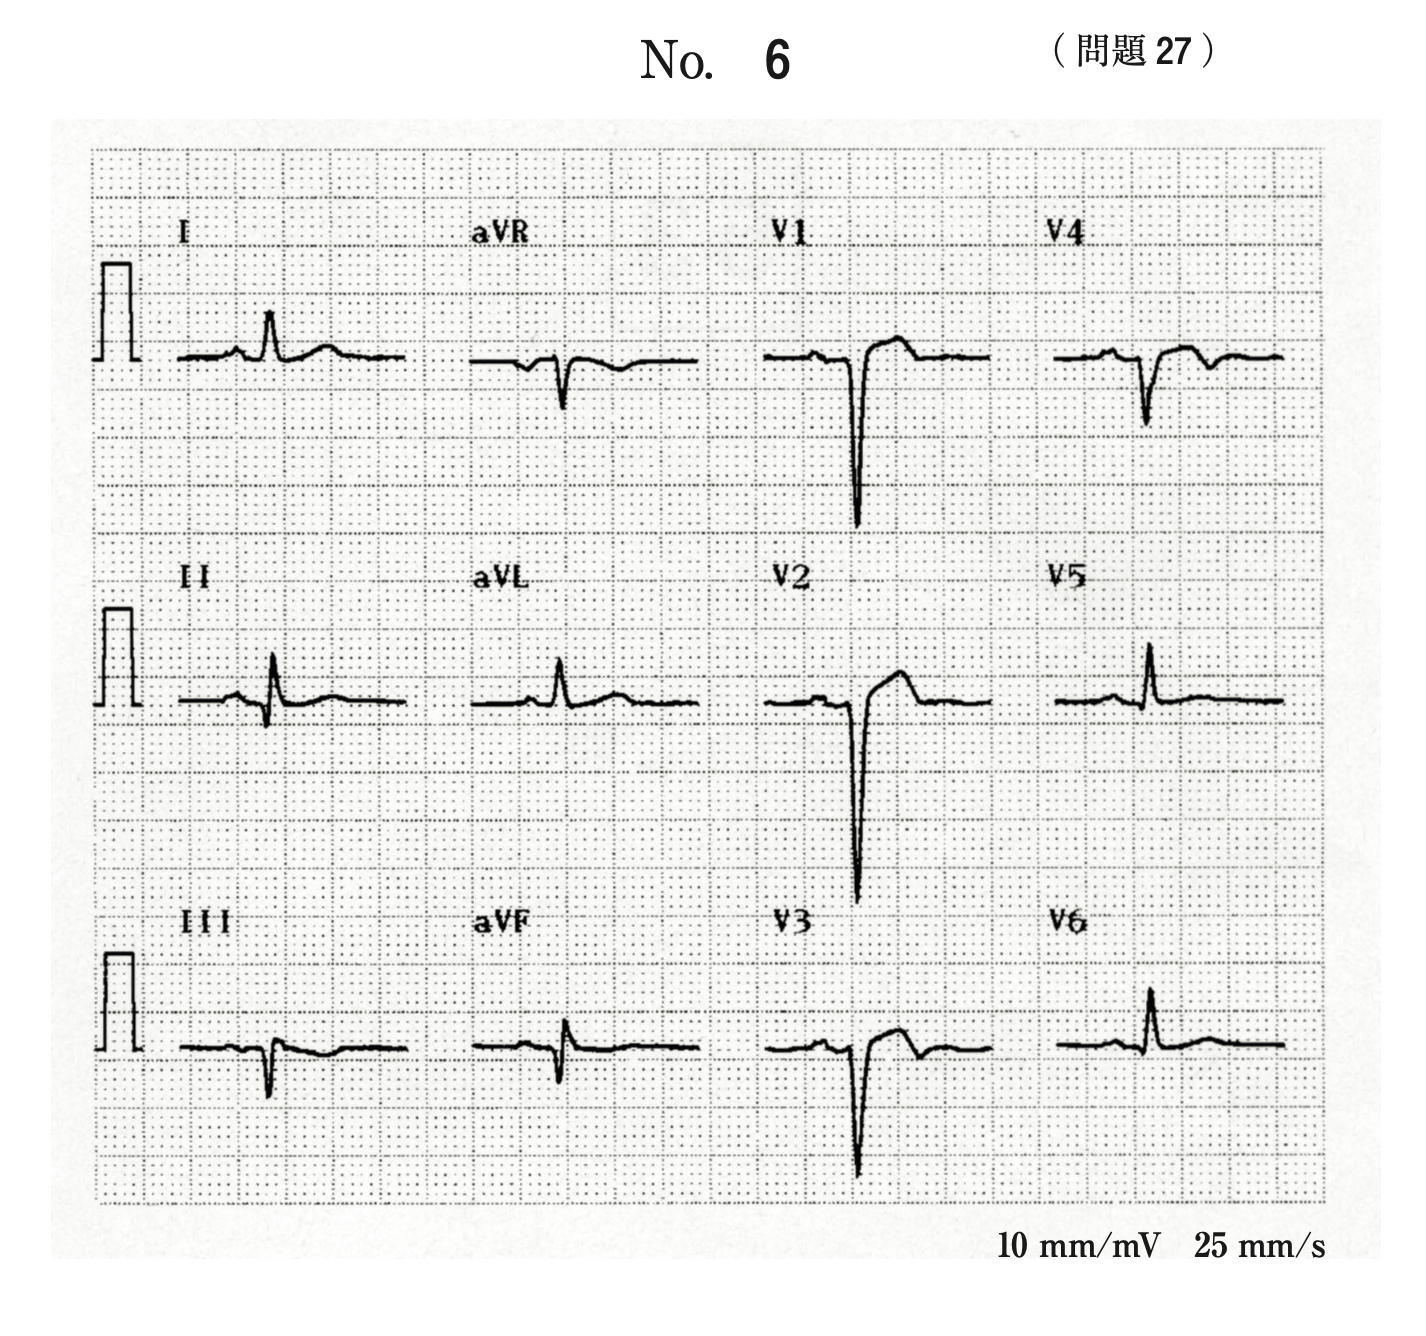 No. 6 （問題 27）
I aVR V1 V4
II aVL V2 V5
III aVF V3 V6
10 mm/mV 25 mm/s